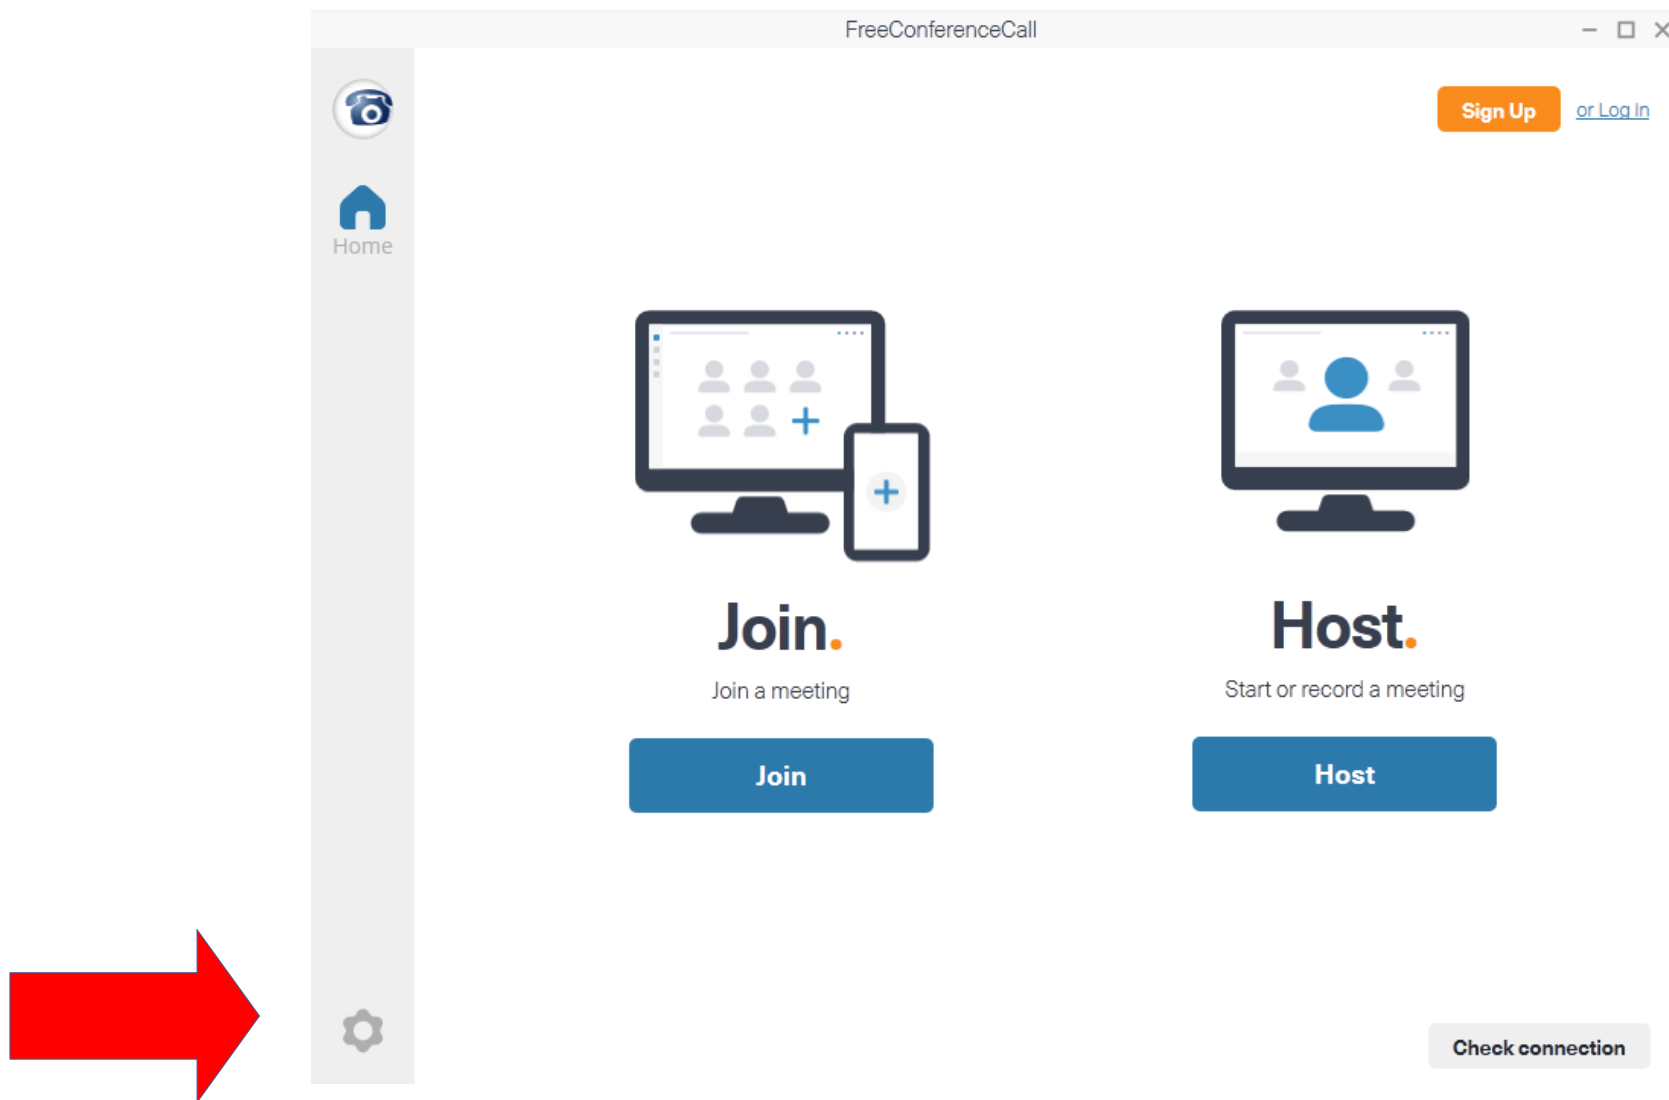 FreeConferenceCall
Sign Up or Log In
Home
Join. Host.
Join a meeting Start or record a meeting
Join Host
Check connection